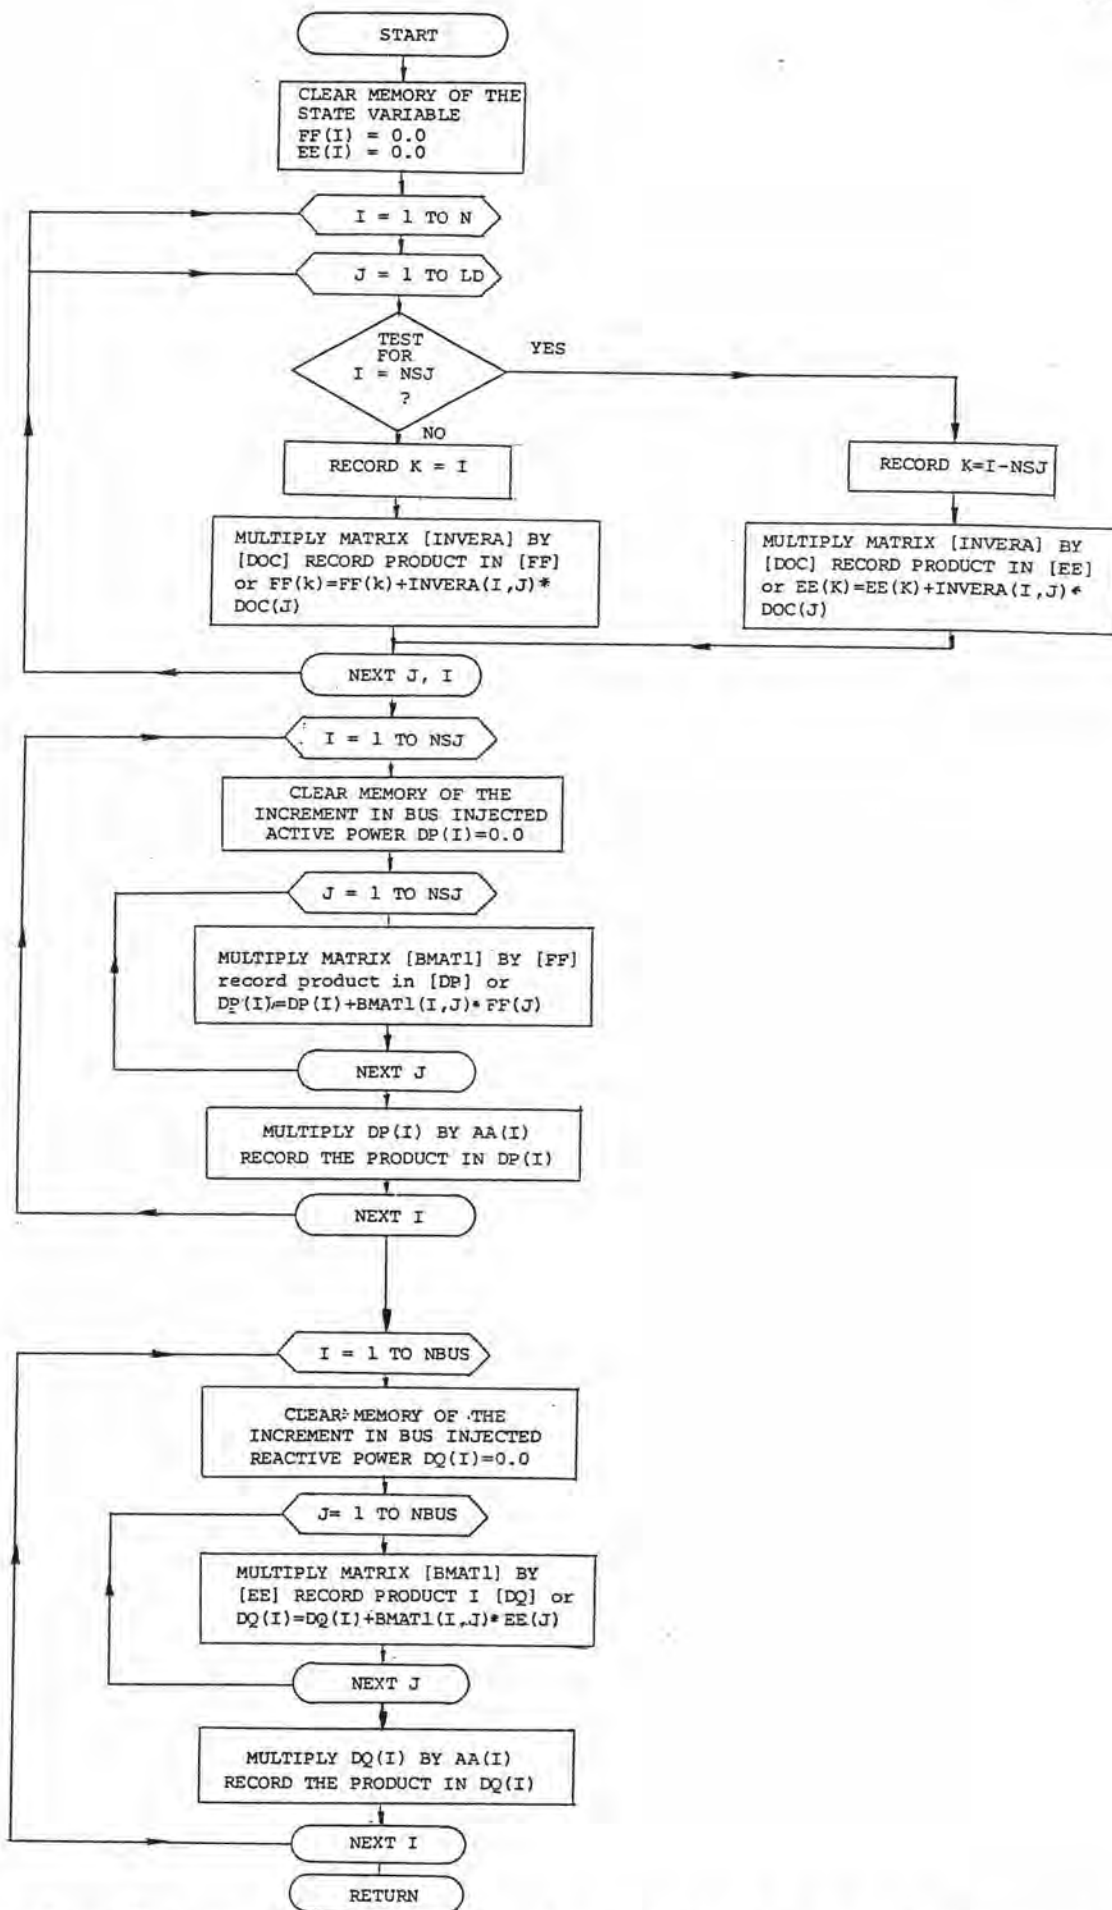 START
CLEAR MEMORY OF THE
STATE VARIABLE
FF(I) = 0.0
EE(I) = 0.0
I = 1 TO N
J = 1 TO LD
TEST
FOR
I = NSJ
?
YES
NO
RECORD K = I
RECORD K=I-NSJ
MULTIPLY MATRIX [INVERA] BY
[DOC] RECORD PRODUCT IN [FF]
or FF(k)=FF(k)+INVERA(I,J)*
DOC(J)
MULTIPLY MATRIX [INVERA] BY
[DOC] RECORD PRODUCT IN [EE]
or EE(K)=EE(K)+INVERA(I,J)*
DOC(J)
NEXT J, I
I = 1 TO NSJ
CLEAR MEMORY OF THE
INCREMENT IN BUS INJECTED
ACTIVE POWER DP(I)=0.0
J = 1 TO NSJ
MULTIPLY MATRIX [BMAT1] BY [FF]
record product in [DP] or
DP(I)=DP(I)+BMAT1(I,J)*FF(J)
NEXT J
MULTIPLY DP(I) BY AA(I)
RECORD THE PRODUCT IN DP(I)
NEXT I
I = 1 TO NBUS
CLEAR MEMORY OF THE
INCREMENT IN BUS INJECTED
REACTIVE POWER DQ(I)=0.0
J= 1 TO NBUS
MULTIPLY MATRIX [BMAT1] BY
[EE] RECORD PRODUCT I [DQ] or
DQ(I)=DQ(I)+BMAT1(I,J)*EE(J)
NEXT J
MULTIPLY DQ(I) BY AA(I)
RECORD THE PRODUCT IN DQ(I)
NEXT I
RETURN